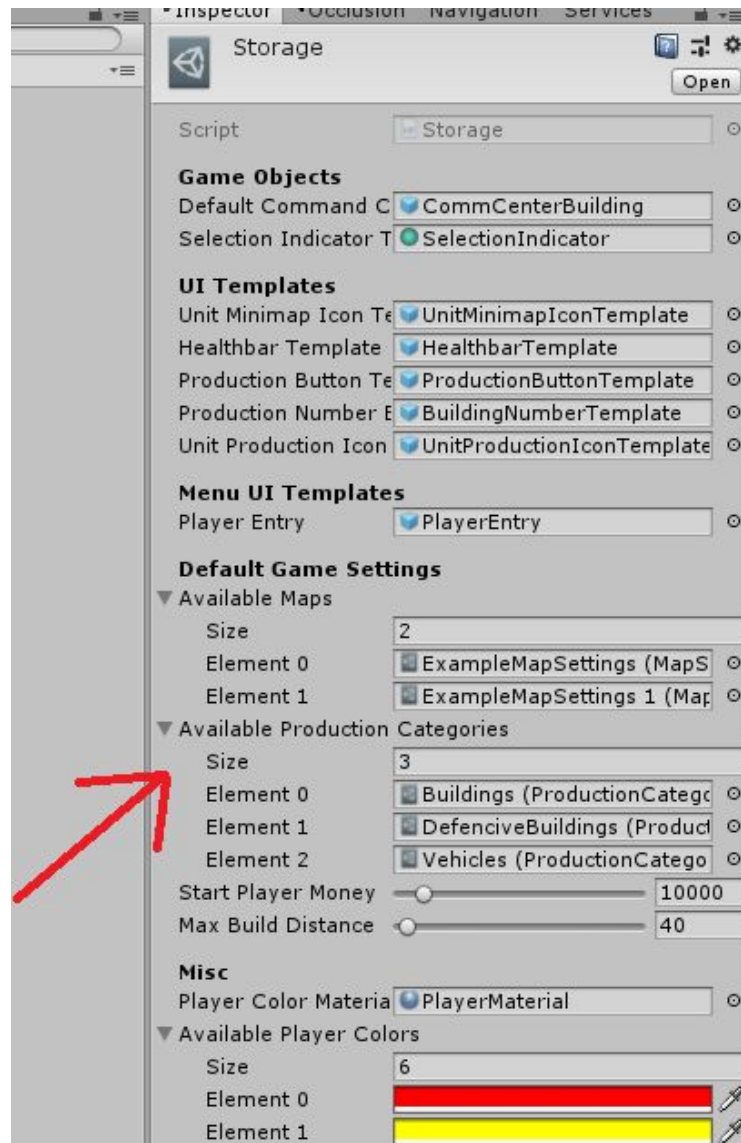 Inspector Occlusion Navigation Services
Storage
Open
Script Storage
Game Objects
Default Command C CommCenterBuilding
Selection Indicator T SelectionIndicator
UI Templates
Unit Minimap Icon Te UnitMinimapIconTemplate
Healthbar Template HealthbarTemplate
Production Button Te ProductionButtonTemplate
Production Number B BuildingNumberTemplate
Unit Production Icon UnitProductionIconTemplate
Menu UI Templates
Player Entry PlayerEntry
Default Game Settings
Available Maps
Size 2
Element 0 ExampleMapSettings (MapS
Element 1 ExampleMapSettings 1 (Map
Available Production Categories
Size 3
Element 0 Buildings (ProductionCatego
Element 1 DefenciveBuildings (Product
Element 2 Vehicles (ProductionCatego
Start Player Money 10000
Max Build Distance 40
Misc
Player Color Materia PlayerMaterial
Available Player Colors
Size 6
Element 0
Element 1